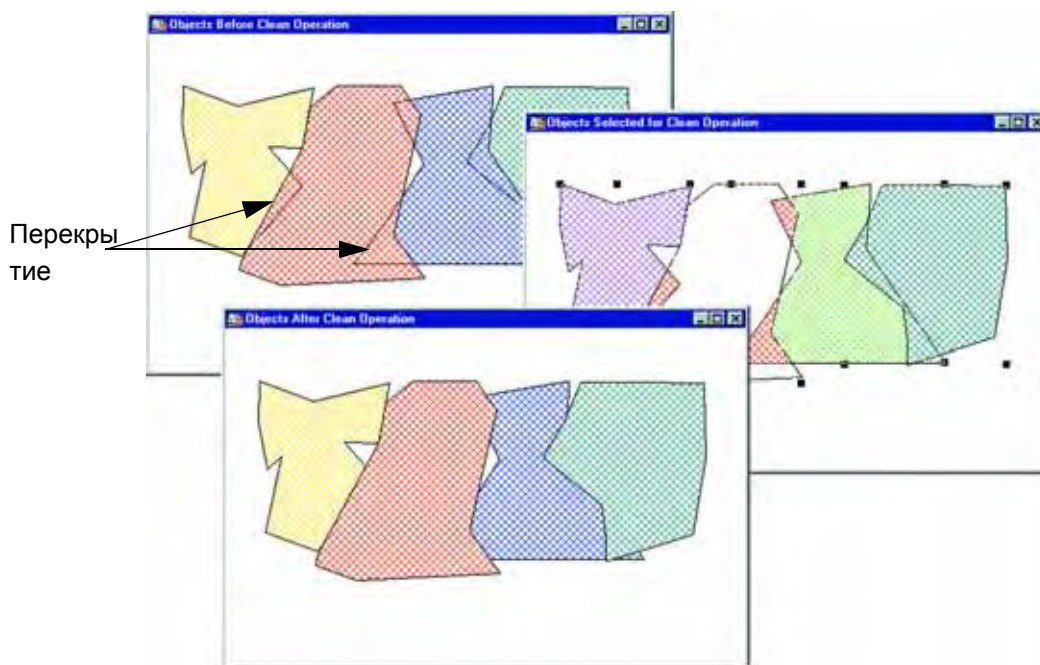 Objects Before Clean Operation
Objects Selected for Clean Operation
Перекры
тие
Objects After Clean Operation